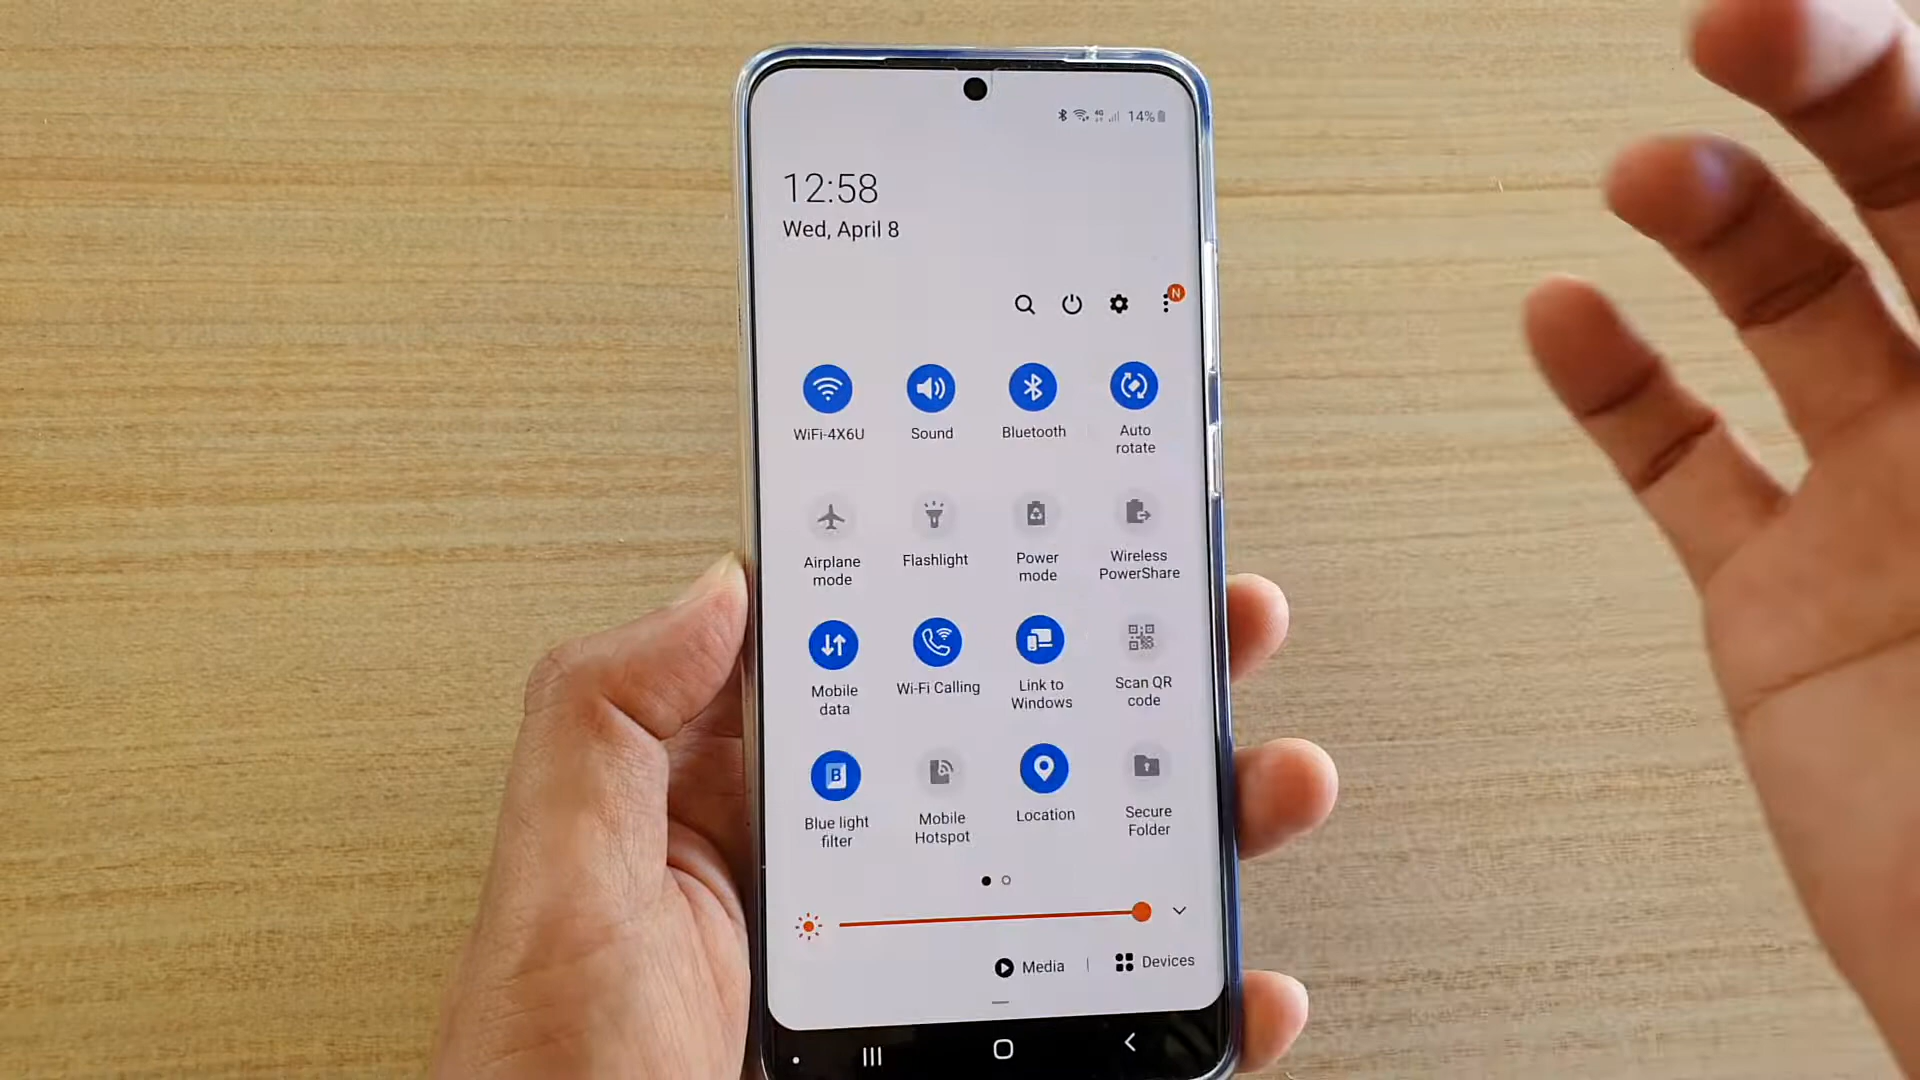 4G 14%
12:58
Wed, April 8
N
WiFi-4X6U Sound Bluetooth Auto
rotate
Airplane
mode Flashlight Power
mode Wireless
PowerShare
Mobile
data Wi-Fi Calling Link to
Windows Scan QR
code
B
Blue light
filter Mobile
Hotspot Location Secure
Folder
Media | Devices